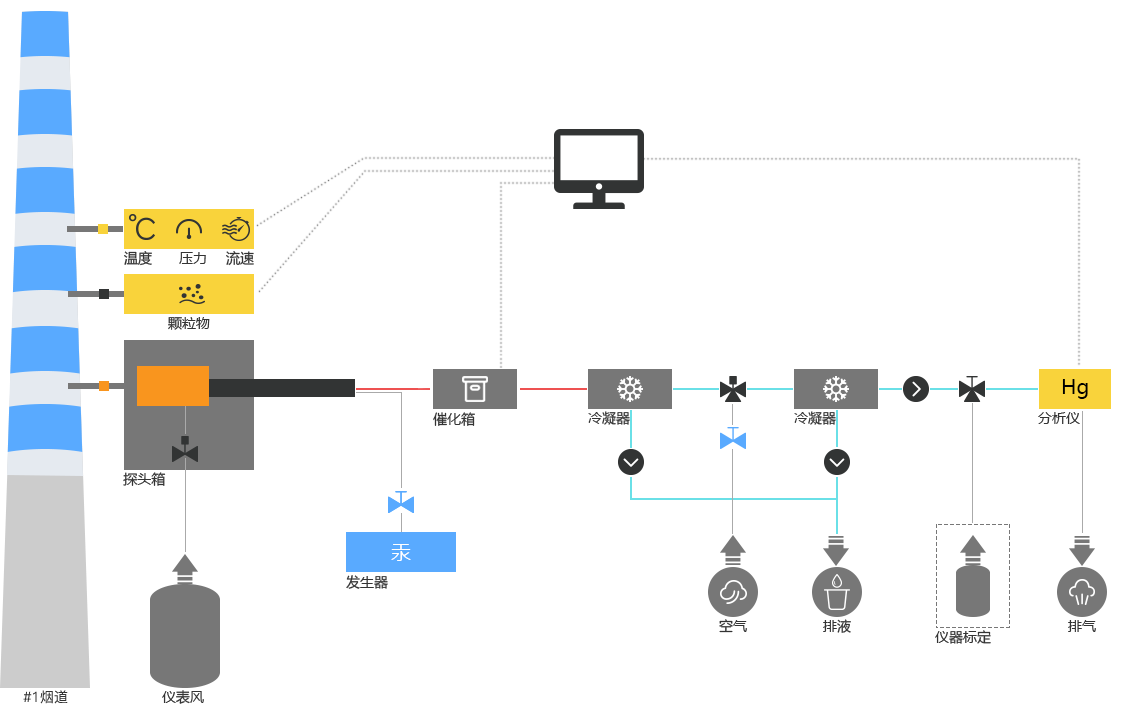 ℃
温度 压力 流速
颗粒物
Hg
催化箱 冷凝器 冷凝器 分析仪
探头箱
汞
发生器
空气 排液 仪器标定 排气
#1烟道 仪表风